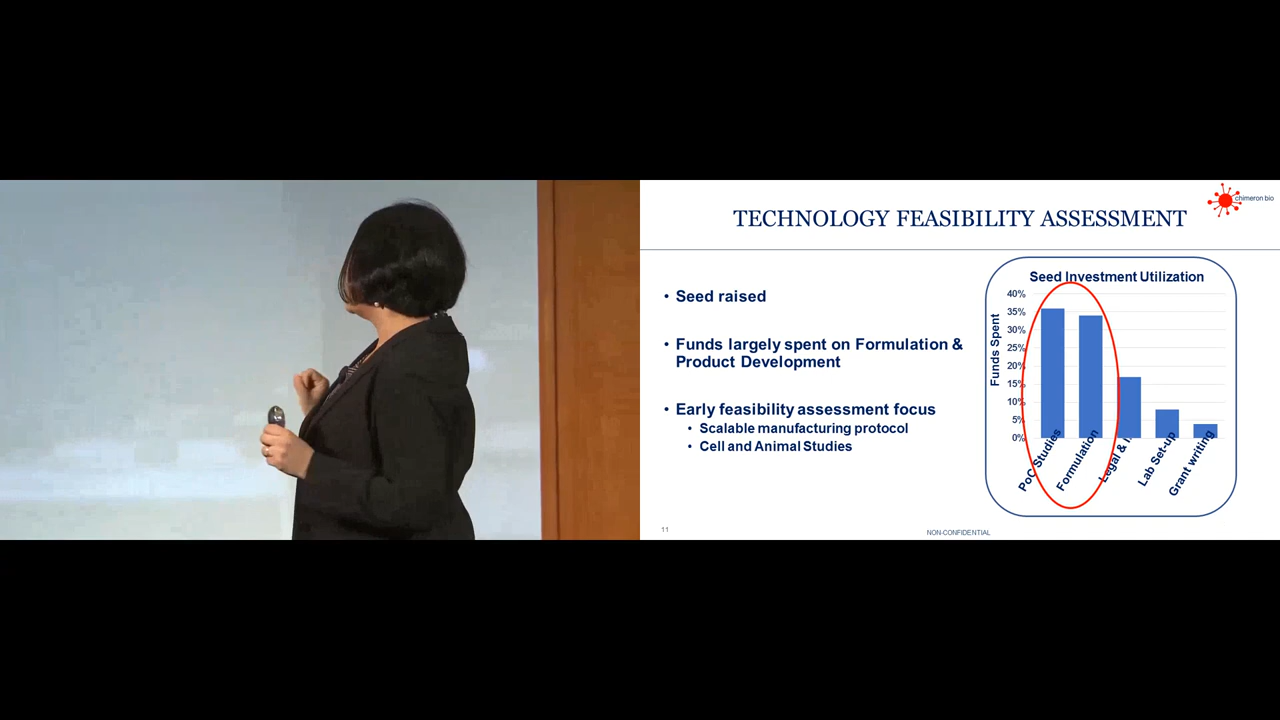 chimeron bio
TECHNOLOGY FEASIBILITY ASSESSMENT
• Seed raised
• Funds largely spent on Formulation &
Product Development
• Early feasibility assessment focus
• Scalable manufacturing protocol
• Cell and Animal Studies
Seed Investment Utilization
Funds Spent
40%
35%
30%
25%
20%
15%
10%
5%
0%
PoC Studies
Formulation
Legal &
Lab Set-up
Grant writing
11
NON-CONFIDENTIAL